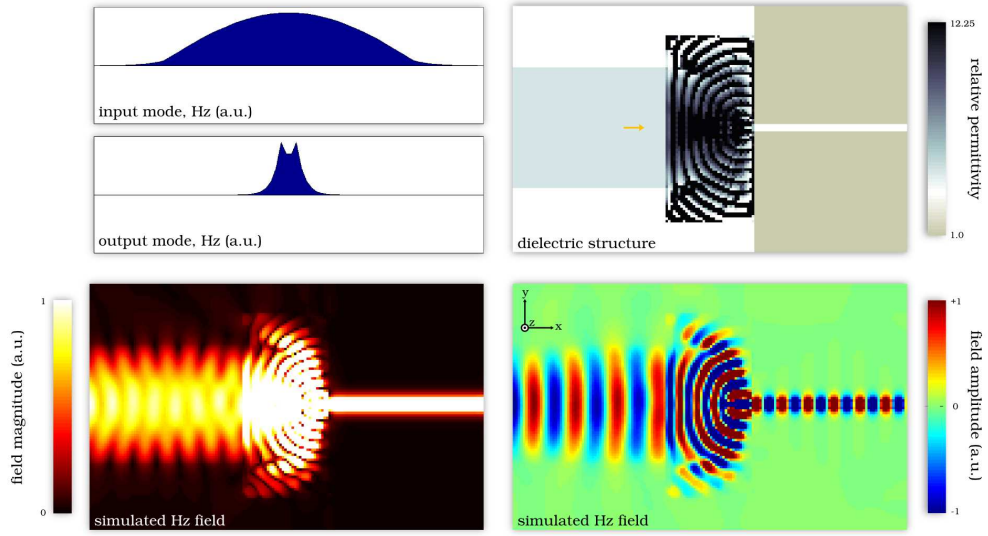 input mode, Hz (a.u.)
output mode, Hz (a.u.)
dielectric structure
12.25
1.0
relative permittivity
1
0
field magnitude (a.u.)
simulated Hz field
y
z
x
simulated Hz field
+1
0
-1
field amplitude (a.u.)